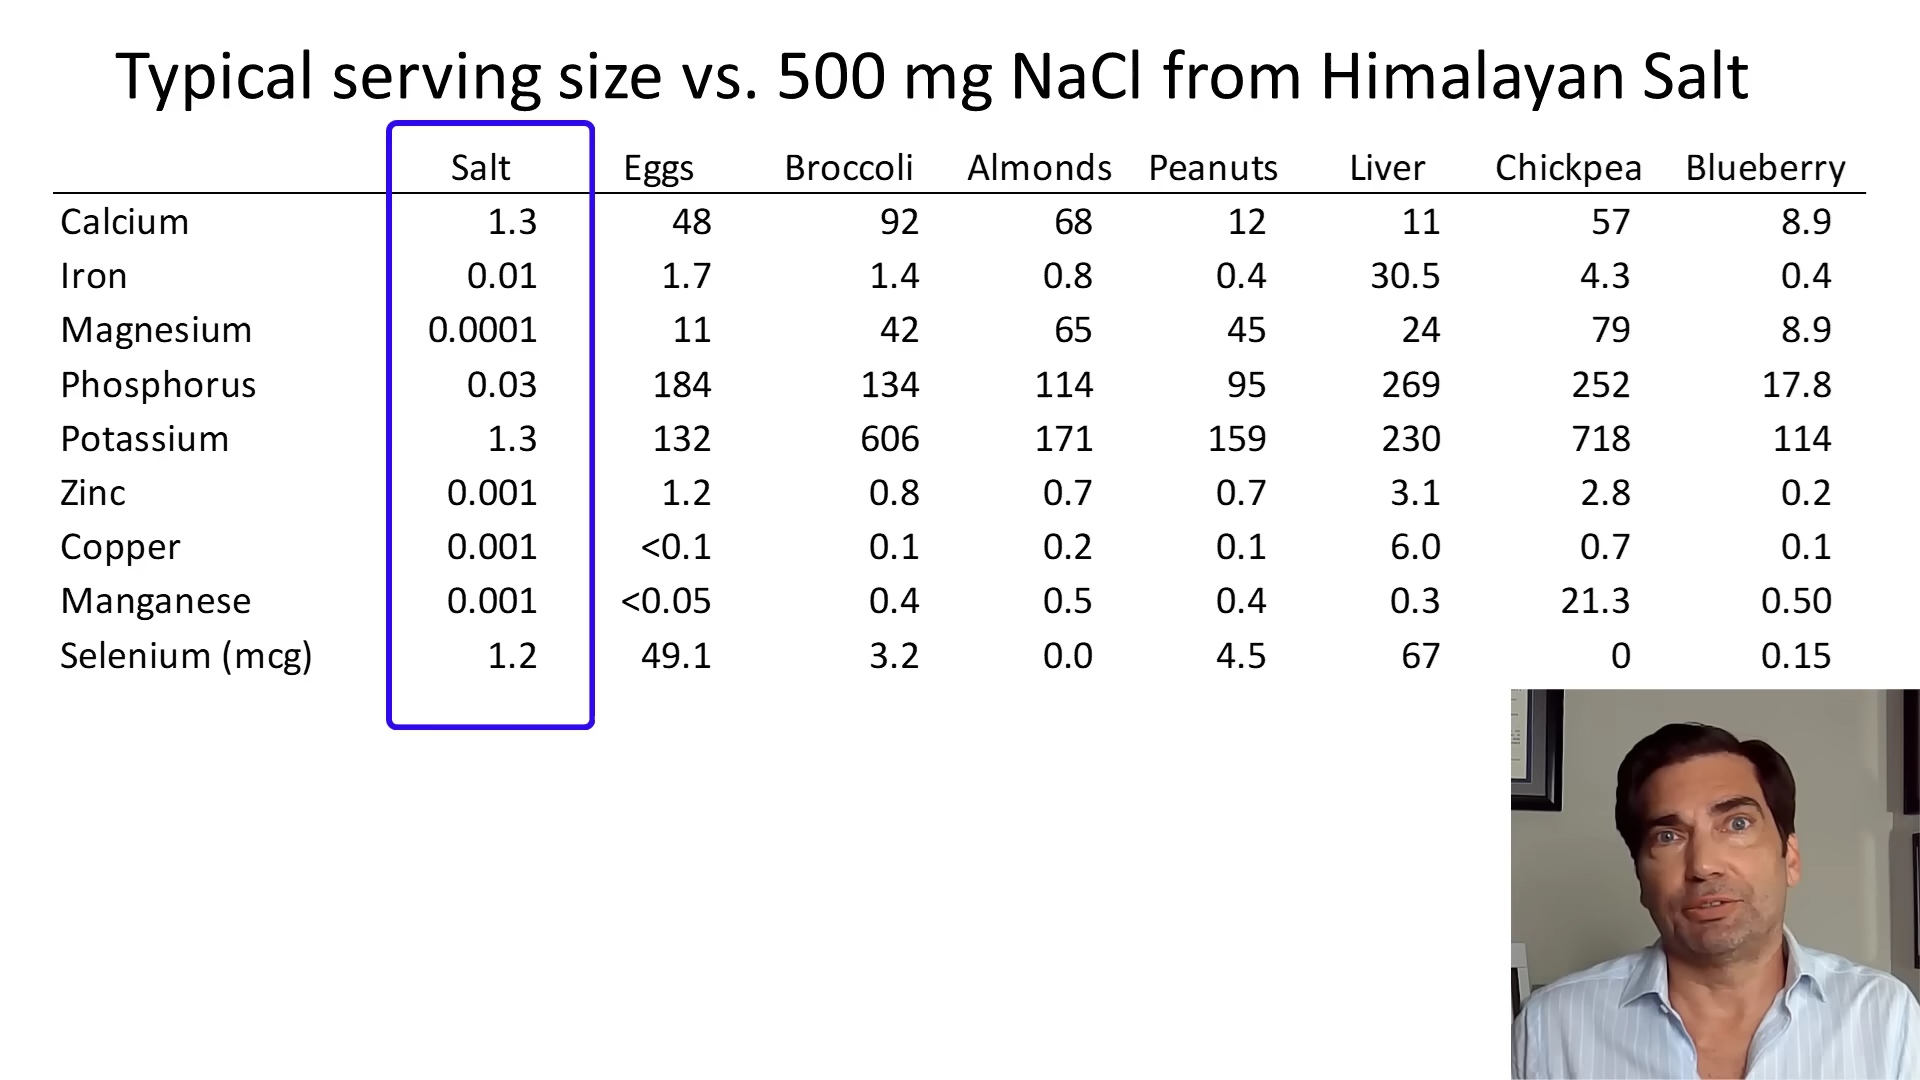 Typical serving size vs. 500 mg NaCl from Himalayan Salt
Salt Eggs Broccoli Almonds Peanuts Liver Chickpea Blueberry
Calcium 1.3 48 92 68 12 11 57 8.9
Iron 0.01 1.7 1.4 0.8 0.4 30.5 4.3 0.4
Magnesium 0.0001 11 42 65 45 24 79 8.9
Phosphorus 0.03 184 134 114 95 269 252 17.8
Potassium 1.3 132 606 171 159 230 718 114
Zinc 0.001 1.2 0.8 0.7 0.7 3.1 2.8 0.2
Copper 0.001 <0.1 0.1 0.2 0.1 6.0 0.7 0.1
Manganese 0.001 <0.05 0.4 0.5 0.4 0.3 21.3 0.50
Selenium (mcg) 1.2 49.1 3.2 0.0 4.5 67 0 0.15